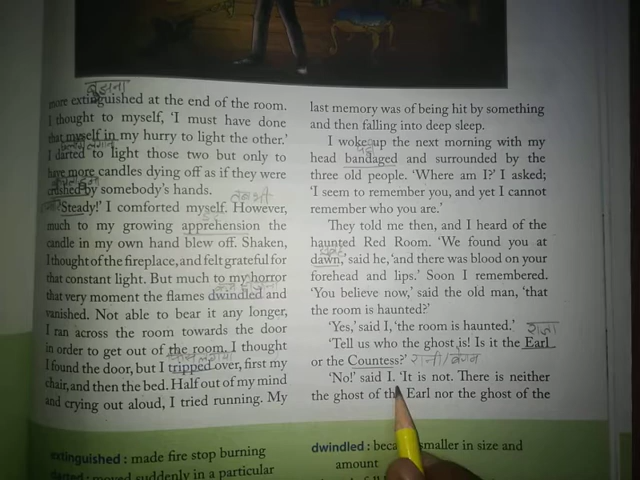 बुझना
more extinguished at the end of the room.
I thought to myself, 'I must have done
that myself in my hurry to light the other.'
I darted to light those two but only to
have more candles dying off as if they were
crushed by somebody's hands.
'Steady!' I comforted myself. However,
much to my growing apprehension the
candle in my own hand blew off. Shaken,
I thought of the fireplace, and felt grateful for
that constant light. But much to my horror
that very moment the flames dwindled and
vanished. Not able to bear it any longer,
I ran across the room towards the door
in order to get out of the room. I thought
I found the door, but I tripped over, first my
chair, and then the bed. Half out of my mind
and crying out aloud, I tried running. My
extinguished : made fire stop burning
darted : moved suddenly in a particular
last memory was of being hit by something
and then falling into deep sleep.
I woke up the next morning with my
पट्टी
head bandaged and surrounded by the
three old people. 'Where am I?' I asked;
'I seem to remember you, and yet I cannot
remember who you are.'
They told me then, and I heard of the
haunted Red Room. 'We found you at
सुबह
dawn,' said he, 'and there was blood on your
forehead and lips.' Soon I remembered.
'You believe now,' said the old man, 'that
the room is haunted?'
'Yes,' said I, 'the room is haunted.' राजा
'Tell us who the ghost is! Is it the Earl
or the Countess?' रानी/बेगम
'No!' said I. 'It is not. There is neither
the ghost of the Earl nor the ghost of the
dwindled : smaller in size and
amount